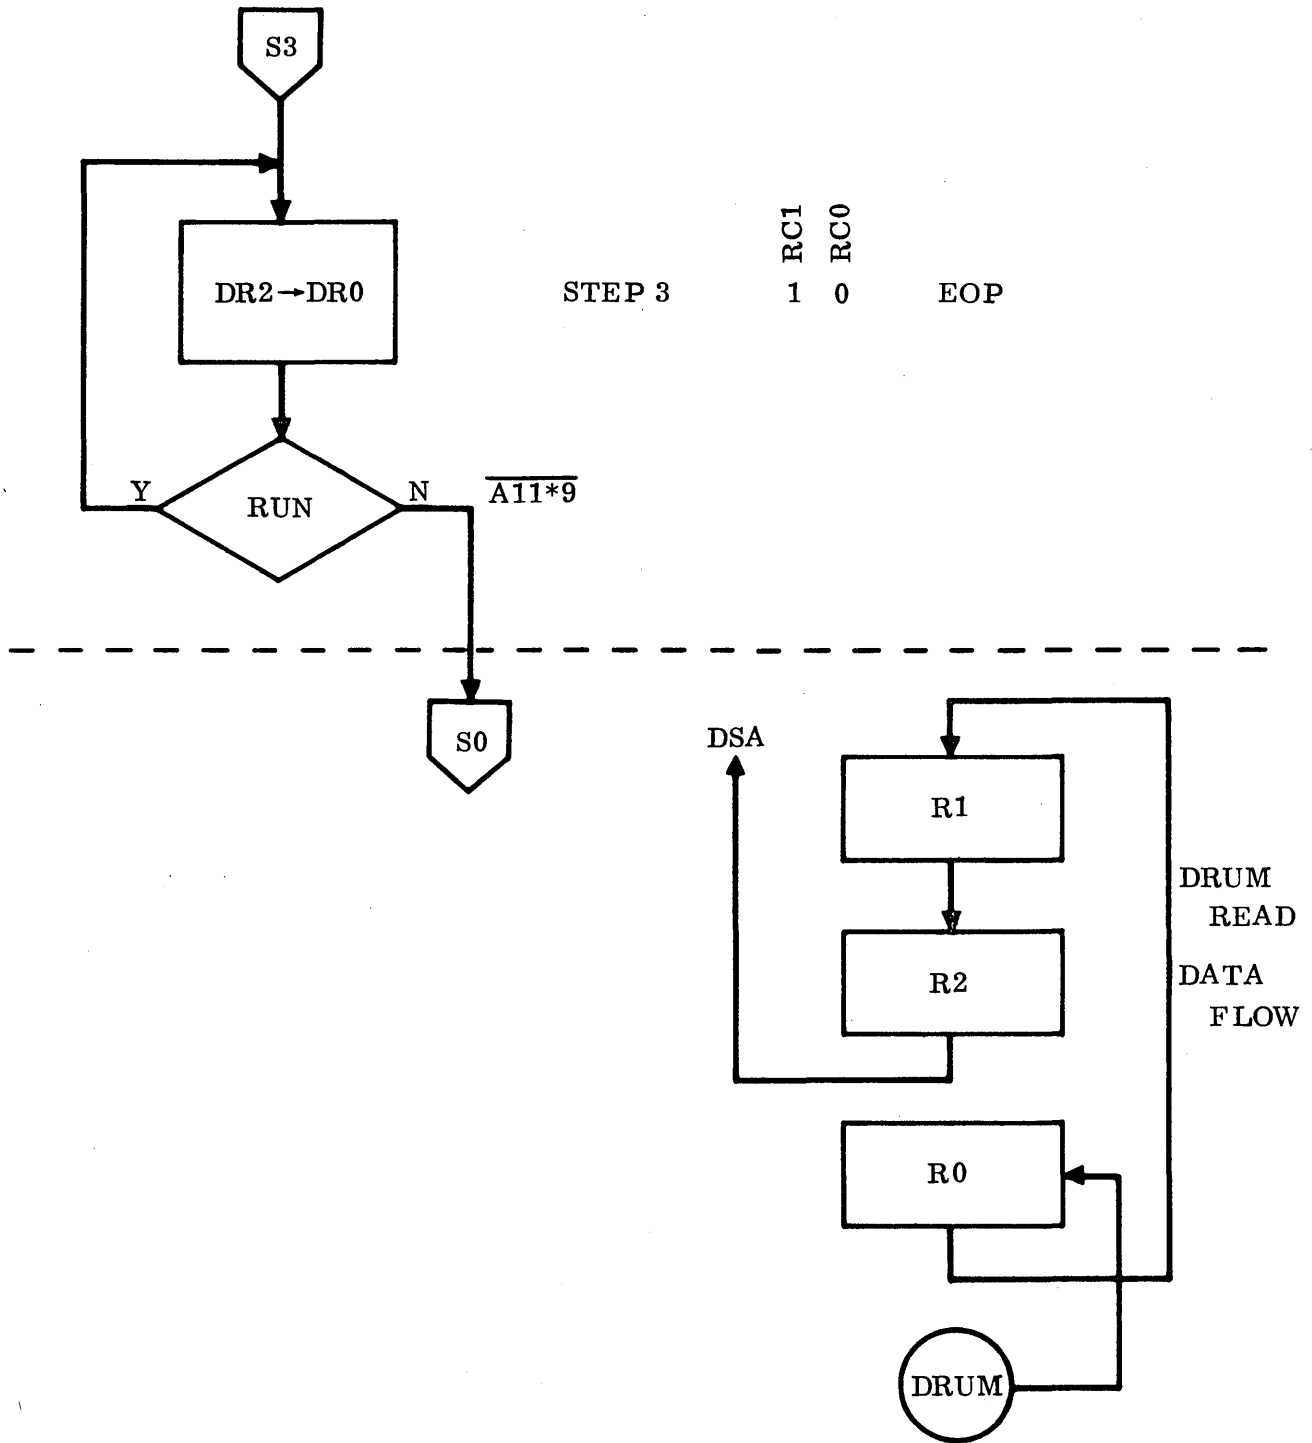 S3
RC1 RC0
DR2→DR0 STEP 3 1 0 EOP
Y RUN N A11*9
S0
DSA
R1
DRUM
READ
R2
DATA
FLOW
R0
DRUM